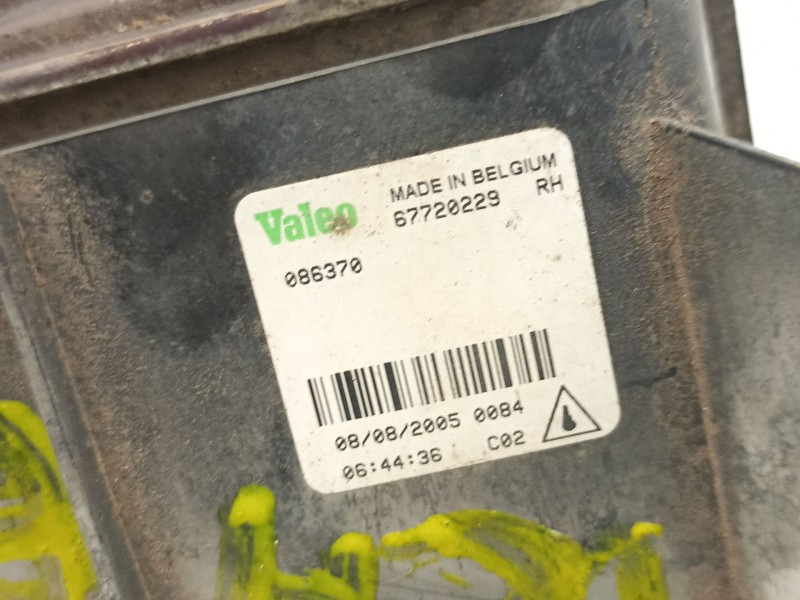 Valeo
MADE IN BELGIUM
67720229 RH
086370
08/08/2005 0084
06:44:36 C02